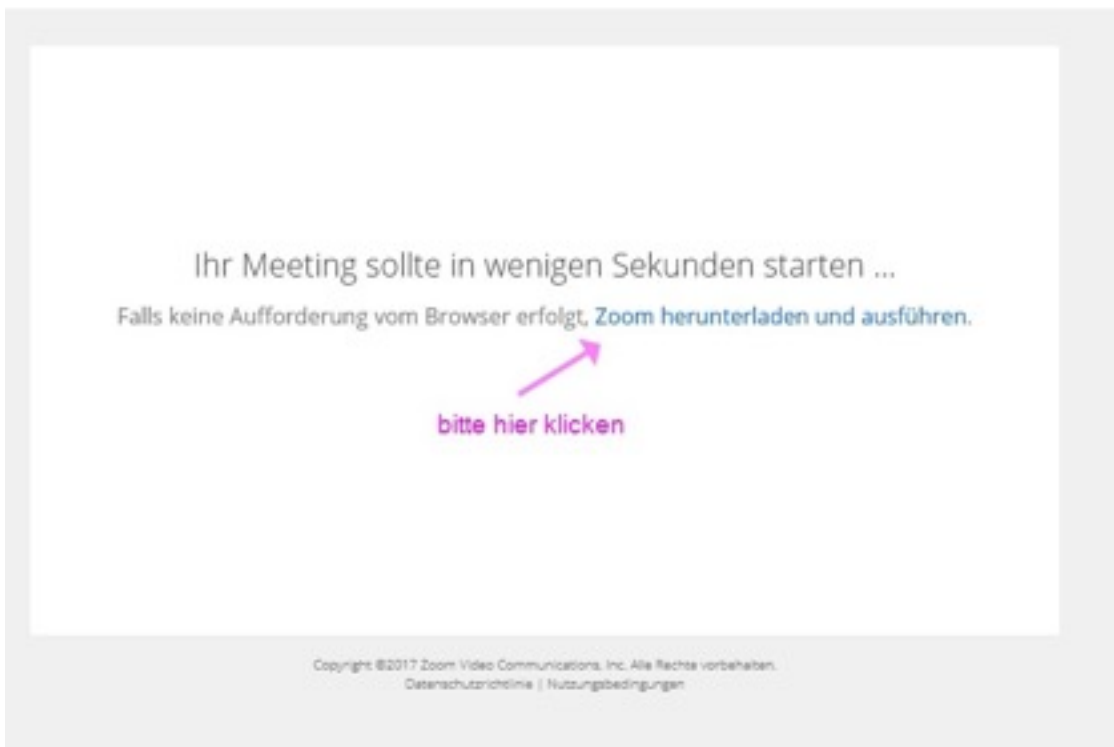 Ihr Meeting sollte in wenigen Sekunden starten ...
Falls keine Aufforderung vom Browser erfolgt, Zoom herunterladen und ausführen.
bitte hier klicken
Copyright ©2017 Zoom Video Communications, Inc. Alle Rechte vorbehalten.
Datenschutzrichtlinie | Nutzungsbedingungen